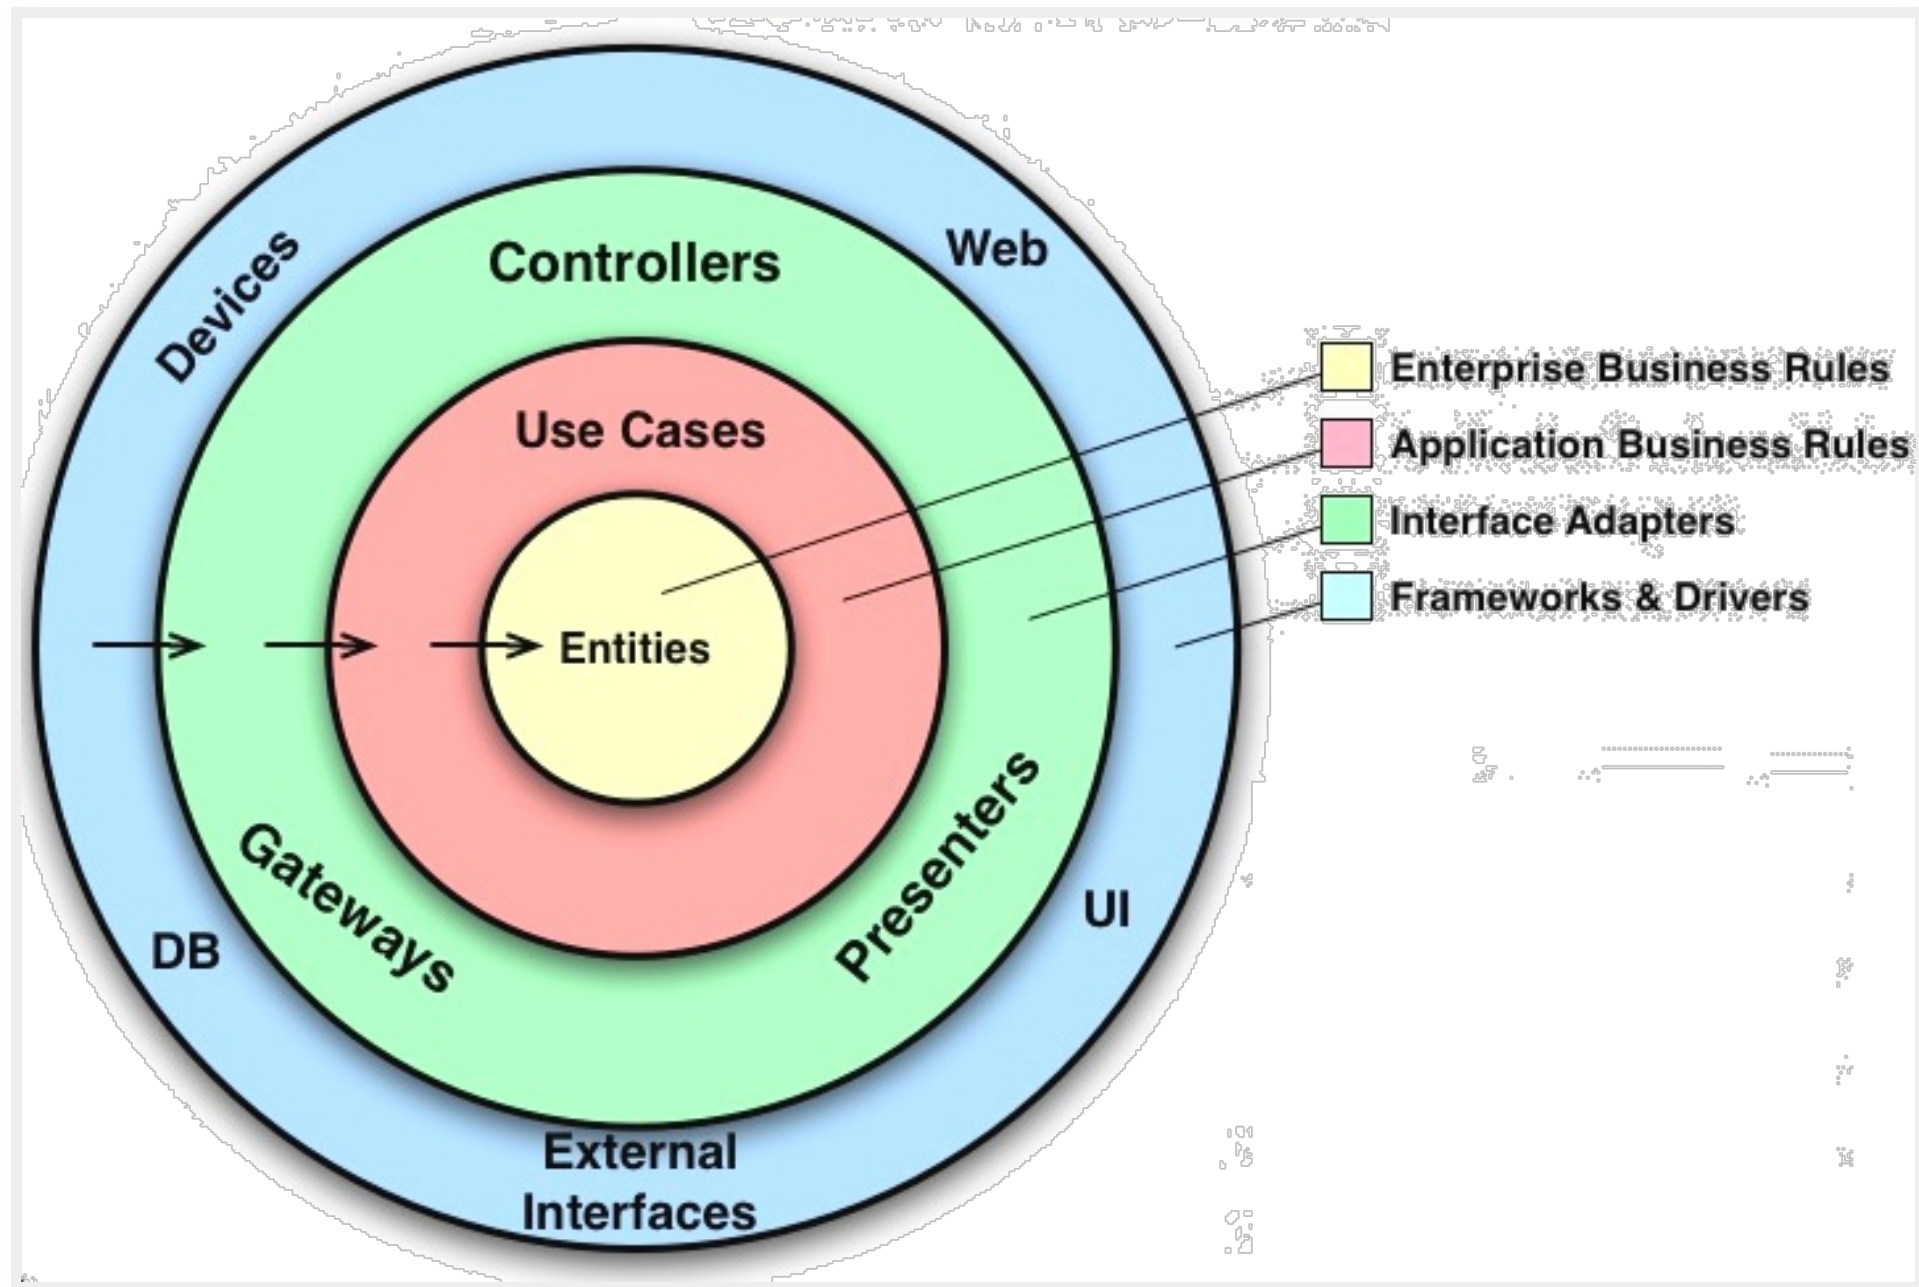 Devices
Web
Controllers
Use Cases
Entities
Gateways
Presenters
DB
UI
External
Interfaces
Enterprise Business Rules
Application Business Rules
Interface Adapters
Frameworks & Drivers